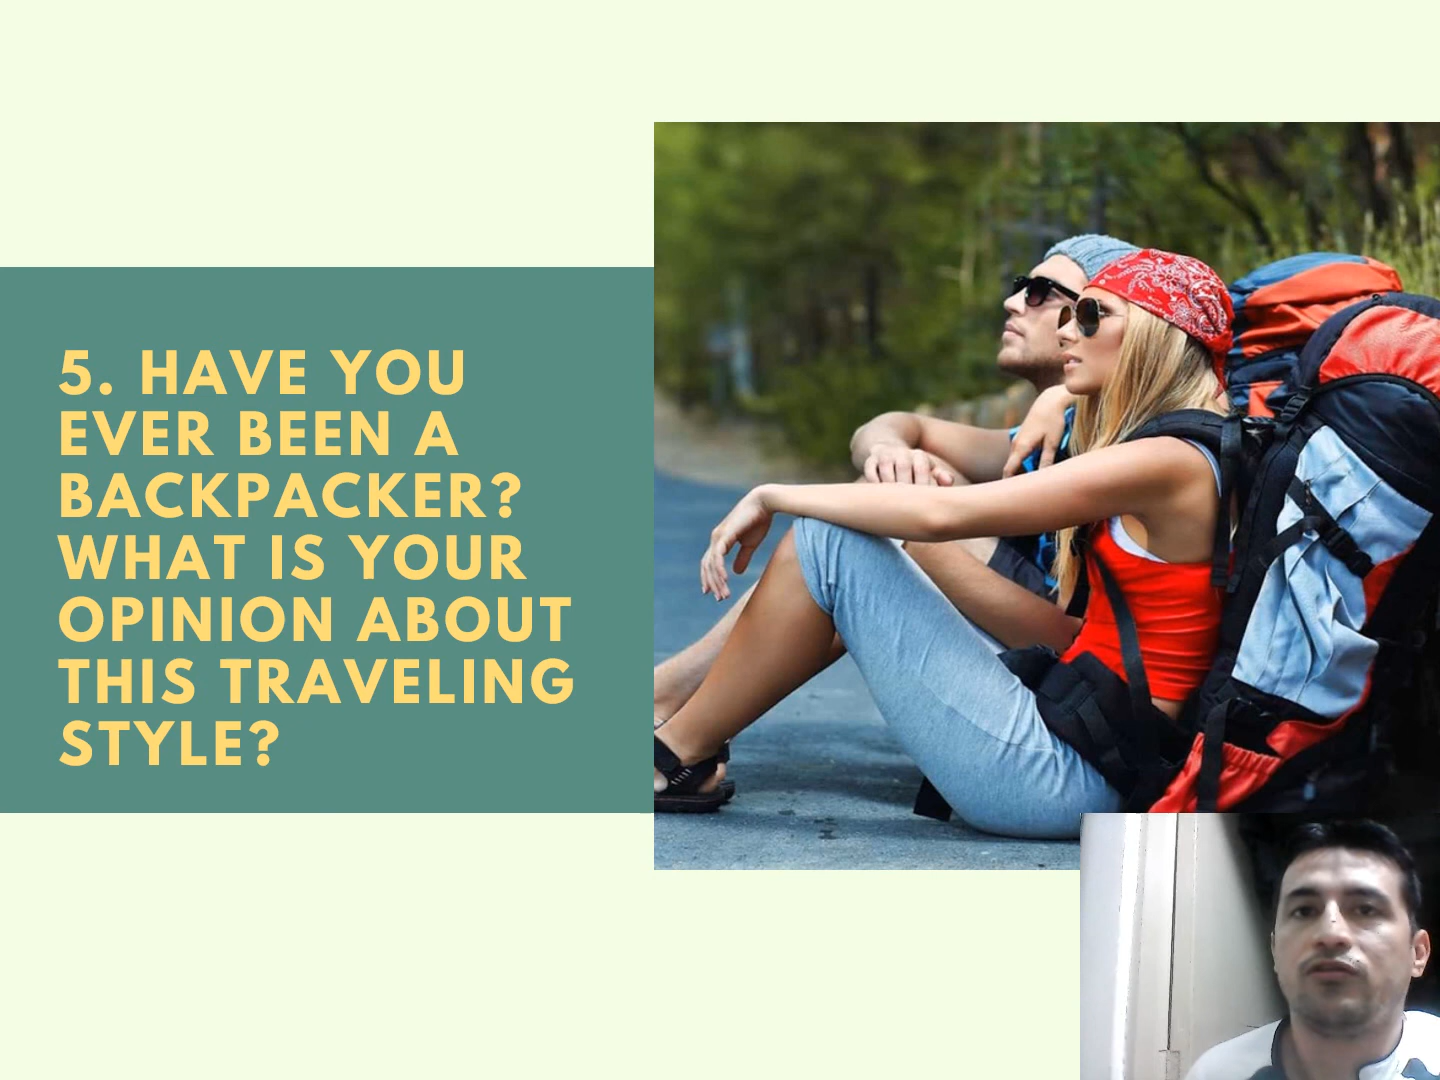 5. HAVE YOU
EVER BEEN A
BACKPACKER?
WHAT IS YOUR
OPINION ABOUT
THIS TRAVELING
STYLE?